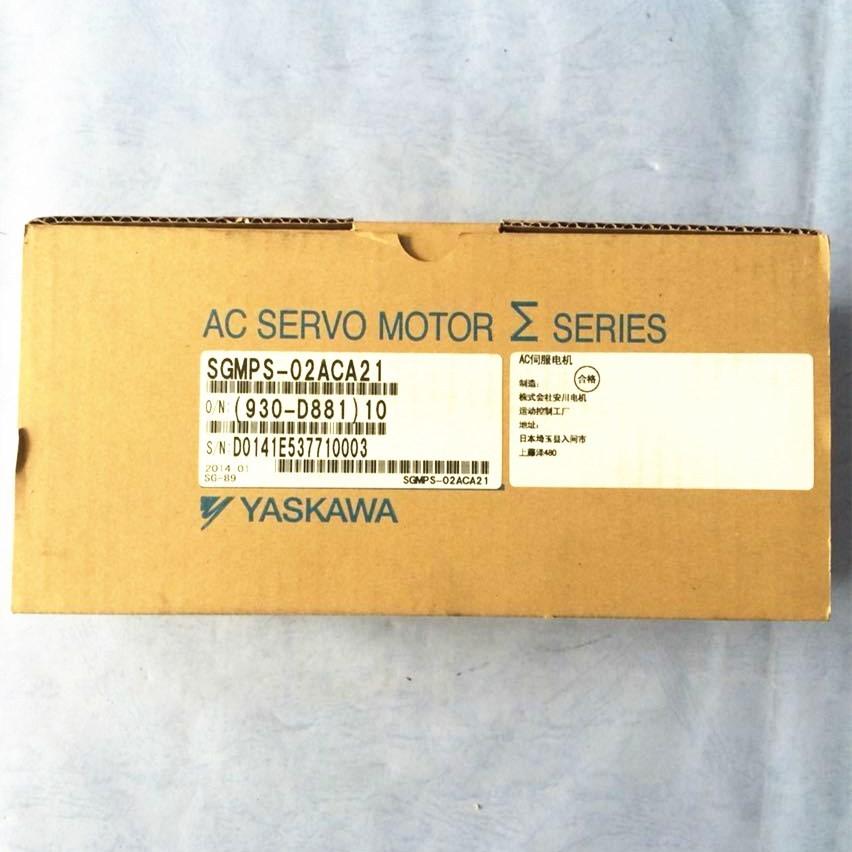 AC SERVO MOTOR Σ SERIES
SGMPS-02ACA21
O/N:(930-D881)10
S/N:D0141E537710003
2014 01
SG-89
SGMPS-02ACA21
AC伺服电机
合格
制造:
株式会社安川电机
运动控制工厂
地址:
日本埼玉县入间市
上藤泽480
YASKAWA